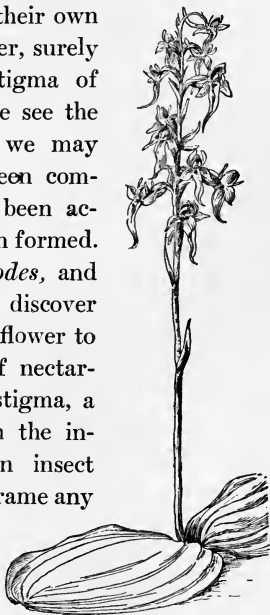 their own
er, surely
tigma of
e see the
we may
een com-
been ac-
n formed.
odes, and
discover
flower to
f nectar-
stigma, a
n the in-
n insect
rame any